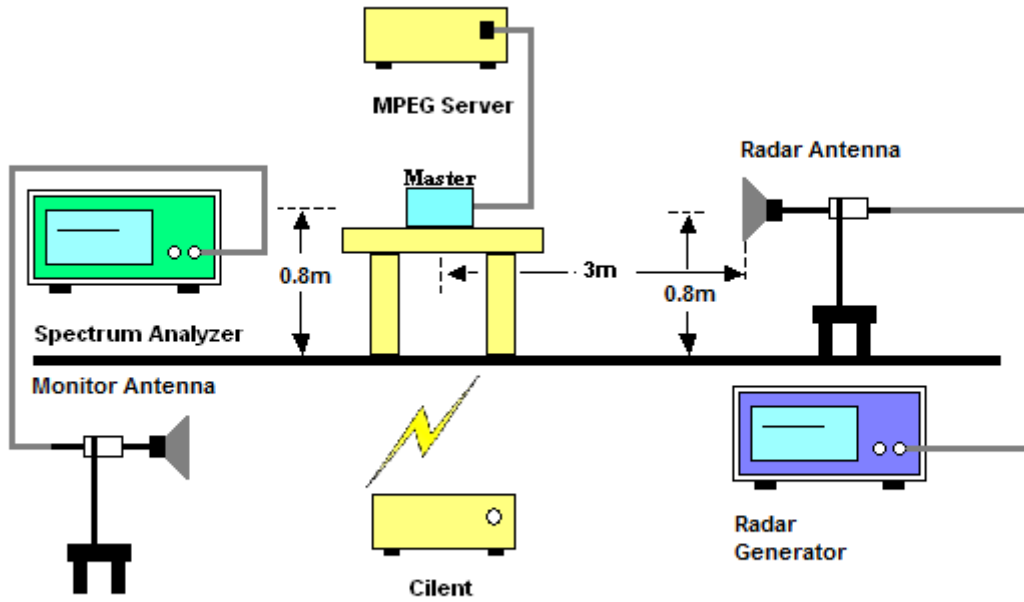 MPEG Server
Radar Antenna
Master
0.8m
3m
0.8m
Spectrum Analyzer
Monitor Antenna
Radar
Generator
Cilent